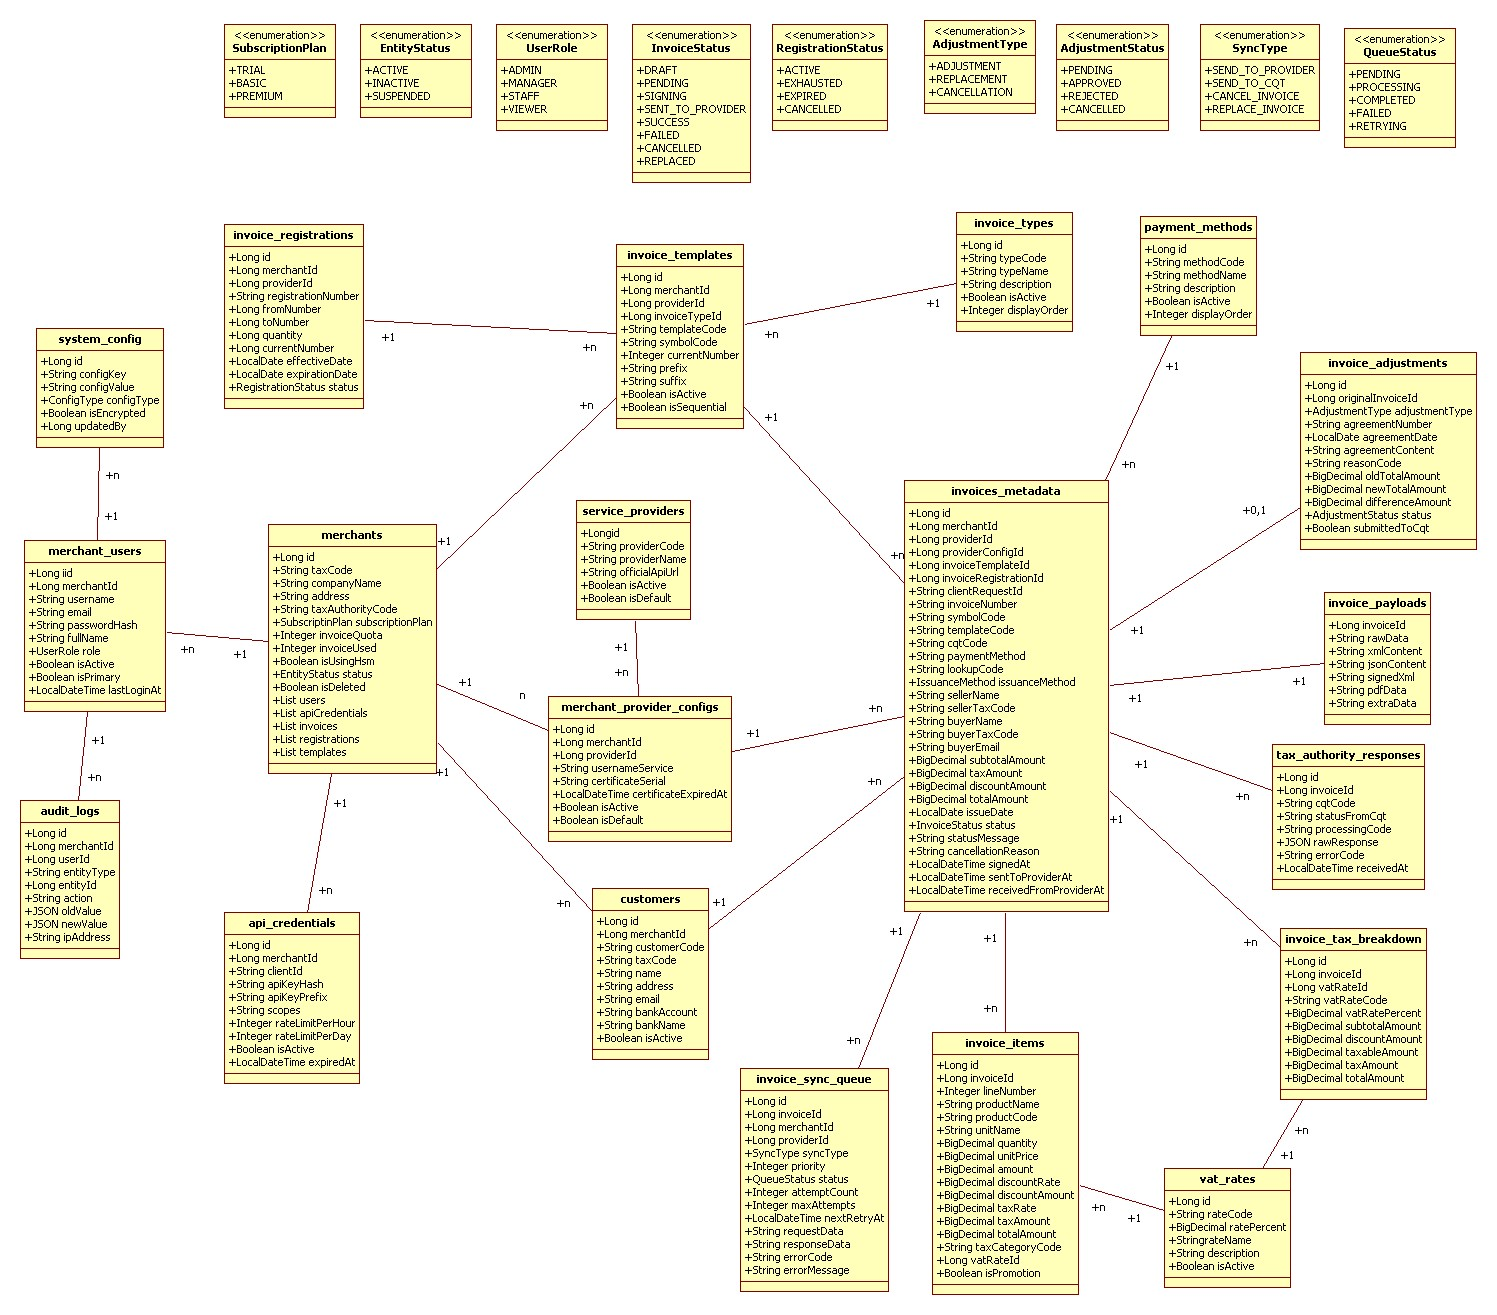 <<enumeration>>
SubscriptionPlan
+TRIAL
+BASIC
+PREMIUM
<<enumeration>>
EntityStatus
+ACTIVE
+INACTIVE
+SUSPENDED
<<enumeration>>
UserRole
+ADMIN
+MANAGER
+STAFF
+VIEWER
<<enumeration>>
InvoiceStatus
+DRAFT
+PENDING
+SIGNING
+SENT_TO_PROVIDER
+SUCCESS
+FAILED
+CANCELLED
+REPLACED
<<enumeration>>
RegistrationStatus
+ACTIVE
+EXHAUSTED
+EXPIRED
+CANCELLED
<<enumeration>>
AdjustmentType
+ADJUSTMENT
+REPLACEMENT
+CANCELLATION
<<enumeration>>
AdjustmentStatus
+PENDING
+APPROVED
+REJECTED
+CANCELLED
<<enumeration>>
SyncType
+SEND_TO_PROVIDER
+SEND_TO_CQT
+CANCEL_INVOICE
+REPLACE_INVOICE
<<enumeration>>
QueueStatus
+PENDING
+PROCESSING
+COMPLETED
+FAILED
+RETRYING
invoice_registrations
+Long id
+Long merchantId
+Long providerId
+String registrationNumber
+Long fromNumber
+Long toNumber
+Long quantity
+Long currentNumber
+LocalDate effectiveDate
+LocalDate expirationDate
+RegistrationStatus status
+1
+n
invoice_templates
+Long id
+Long merchantId
+Long providerId
+Long invoiceTypeId
+String templateCode
+String symbolCode
+Integer currentNumber
+String prefix
+String suffix
+Boolean isActive
+Boolean isSequential
+n
+1
invoice_types
+Long id
+String typeCode
+String typeName
+String description
+Boolean isActive
+Integer displayOrder
payment_methods
+Long id
+String methodCode
+String methodName
+String description
+Boolean isActive
+Integer displayOrder
+1
+n
system_config
+Long id
+String configKey
+String configValue
+ConfigType configType
+Boolean isEncrypted
+Long updatedBy
+n
+1
invoice_adjustments
+Long id
+Long originalInvoiceId
+AdjustmentType adjustmentType
+String agreementNumber
+LocalDate agreementDate
+String agreementContent
+String reasonCode
+BigDecimal oldTotalAmount
+BigDecimal newTotalAmount
+BigDecimal differenceAmount
+AdjustmentStatus status
+Boolean submittedToCqt
+0,1
+1
+n
+1
+1
+n
merchant_users
+Long iid
+Long merchantId
+String username
+String email
+String passwordHash
+String fullName
+UserRole role
+Boolean isActive
+Boolean isPrimary
+LocalDateTime lastLoginAt
+n
+1
merchants
+Long id
+String taxCode
+String companyName
+String address
+String taxAuthorityCode
+SubscriptinPlan subscriptionPlan
+Integer invoiceQuota
+Integer invoiceUsed
+Boolean isUsingHsm
+EntityStatus status
+Boolean isDeleted
+List users
+List apiCredentials
+List invoices
+List registrations
+List templates
service_providers
+Longid
+String providerCode
+String providerName
+String officialApiUrl
+Boolean isActive
+Boolean isDefault
+1
+n
+1
n
merchant_provider_configs
+Long id
+Long merchantId
+Long providerId
+String usernameService
+String certificateSerial
+LocalDateTime certificateExpiredAt
+Boolean isActive
+Boolean isDefault
+1
+n
invoices_metadata
+Long id
+Long merchantId
+Long providerId
+Long providerConfigId
+Long invoiceTemplateId
+Long invoiceRegistrationId
+String clientRequestId
+String invoiceNumber
+String symbolCode
+String templateCode
+String cqtCode
+String paymentMethod
+String lookupCode
+IssuanceMethod issuanceMethod
+String sellerName
+String sellerTaxCode
+String buyerName
+String buyerTaxCode
+String buyerEmail
+BigDecimal subtotalAmount
+BigDecimal taxAmount
+BigDecimal discountAmount
+BigDecimal totalAmount
+LocalDate issueDate
+InvoiceStatus status
+String statusMessage
+String cancellationReason
+LocalDateTime signedAt
+LocalDateTime sentToProviderAt
+LocalDateTime receivedFromProviderAt
invoice_payloads
+Long invoiceId
+String rawData
+String xmlContent
+String jsonContent
+String signedXml
+String pdfData
+String extraData
+1
+1
tax_authority_responses
+Long id
+Long invoiceId
+String cqtCode
+String statusFromCqt
+String processingCode
+JSON rawResponse
+String errorCode
+LocalDateTime receivedAt
+1
+n
+1
+n
audit_logs
+Long id
+Long merchantId
+Long userId
+String entityType
+Long entityId
+String action
+JSON oldValue
+JSON newValue
+String ipAddress
+1
+n
api_credentials
+Long id
+Long merchantId
+String clientId
+String apiKeyHash
+String apiKeyPrefix
+String scopes
+Integer rateLimitPerHour
+Integer rateLimitPerDay
+Boolean isActive
+LocalDateTime expiredAt
+1
+n
customers
+Long id
+Long merchantId
+String customerCode
+String taxCode
+String name
+String address
+String email
+String bankAccount
+String bankName
+Boolean isActive
+n
+1
+1
+n
invoice_tax_breakdown
+Long id
+Long invoiceId
+Long vatRateId
+String vatRateCode
+BigDecimal vatRatePercent
+BigDecimal subtotalAmount
+BigDecimal discountAmount
+BigDecimal taxableAmount
+BigDecimal taxAmount
+BigDecimal totalAmount
+1
+n
+1
+n
invoice_sync_queue
+Long id
+Long invoiceId
+Long merchantId
+Long providerId
+SyncType syncType
+Integer priority
+QueueStatus status
+Integer attemptCount
+Integer maxAttempts
+LocalDateTime nextRetryAt
+String requestData
+String responseData
+String errorCode
+String errorMessage
invoice_items
+Long id
+Long invoiceId
+Integer lineNumber
+String productName
+String productCode
+String unitName
+BigDecimal quantity
+BigDecimal unitPrice
+BigDecimal amount
+BigDecimal discountRate
+BigDecimal discountAmount
+BigDecimal taxRate
+BigDecimal taxAmount
+BigDecimal totalAmount
+String taxCategoryCode
+Long vatRateId
+Boolean isPromotion
+n
+1
+n
+1
vat_rates
+Long id
+String rateCode
+BigDecimal ratePercent
+StringrateName
+String description
+Boolean isActive